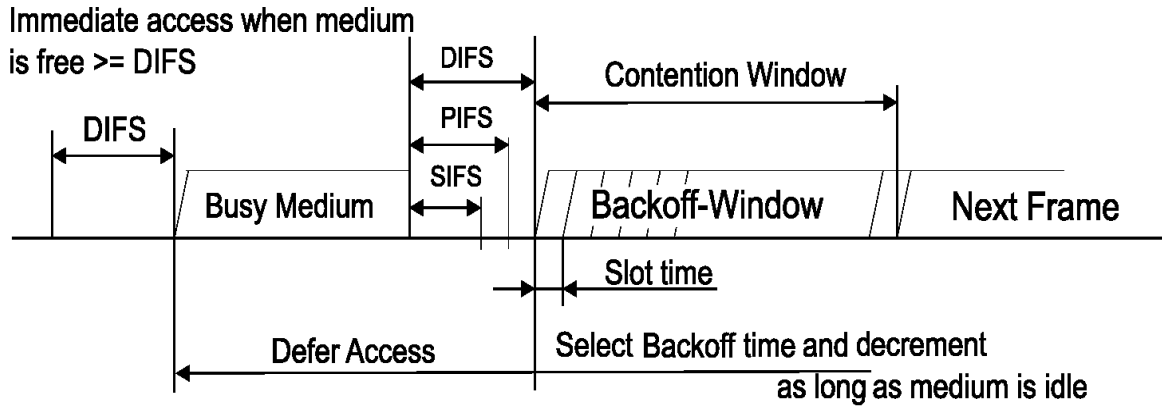 Immediate access when medium
is free >= DIFS
DIFS
DIFS
PIFS
SIFS
Contention Window
Busy Medium
Backoff-Window
Next Frame
Slot time
Defer Access
Select Backoff time and decrement
as long as medium is idle